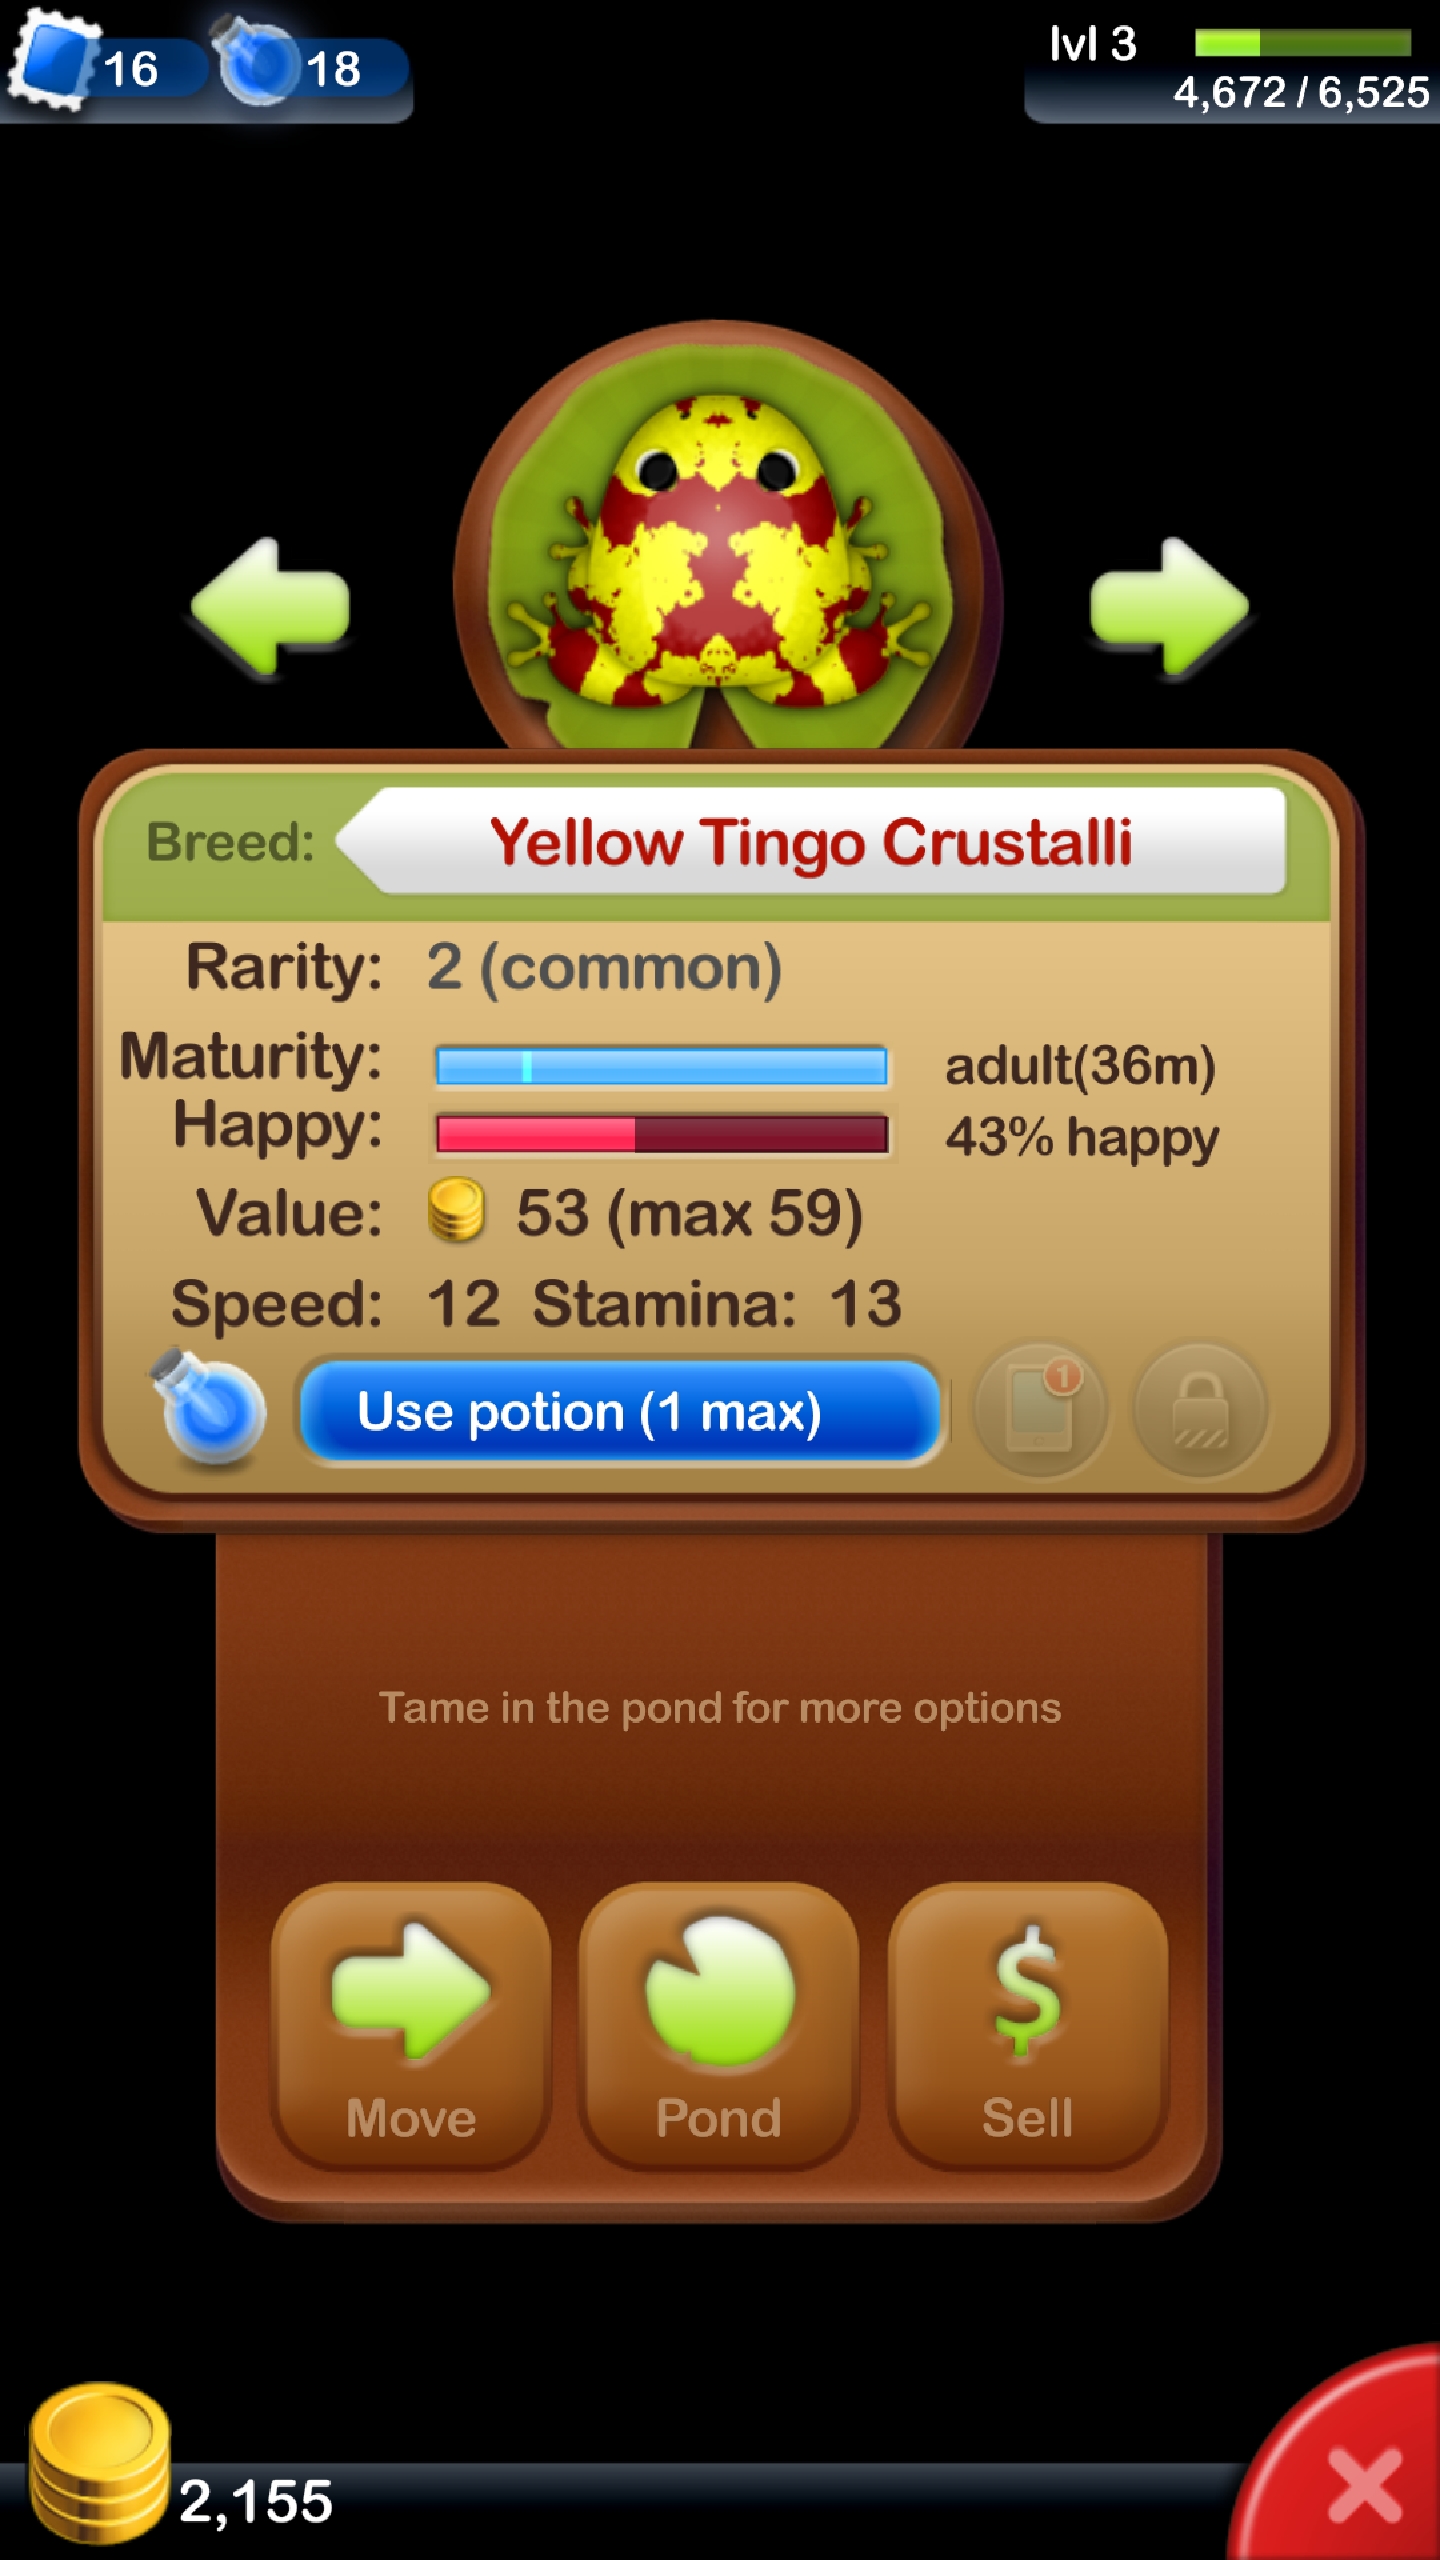 16
18
lvl 3
4,672 / 6,525
Breed: Yellow Tingo Crustalli
Rarity: 2 (common)
Maturity: adult(36m)
Happy: 43% happy
Value: 53 (max 59)
Speed: 12 Stamina: 13
Use potion (1 max)
1
Tame in the pond for more options
Move
Pond
Sell
2,155